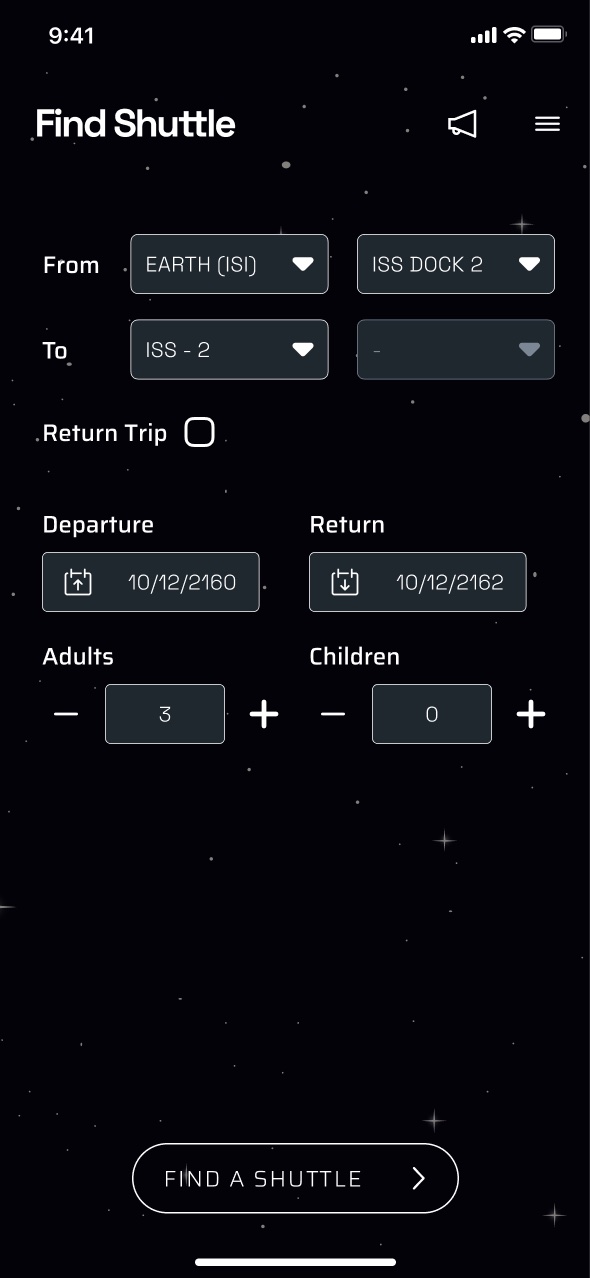 9:41
Find Shuttle
From EARTH (ISI) ISS DOCK 2
To ISS - 2 -
Return Trip
Departure Return
10/12/2160 10/12/2162
Adults Children
3 0
FIND A SHUTTLE